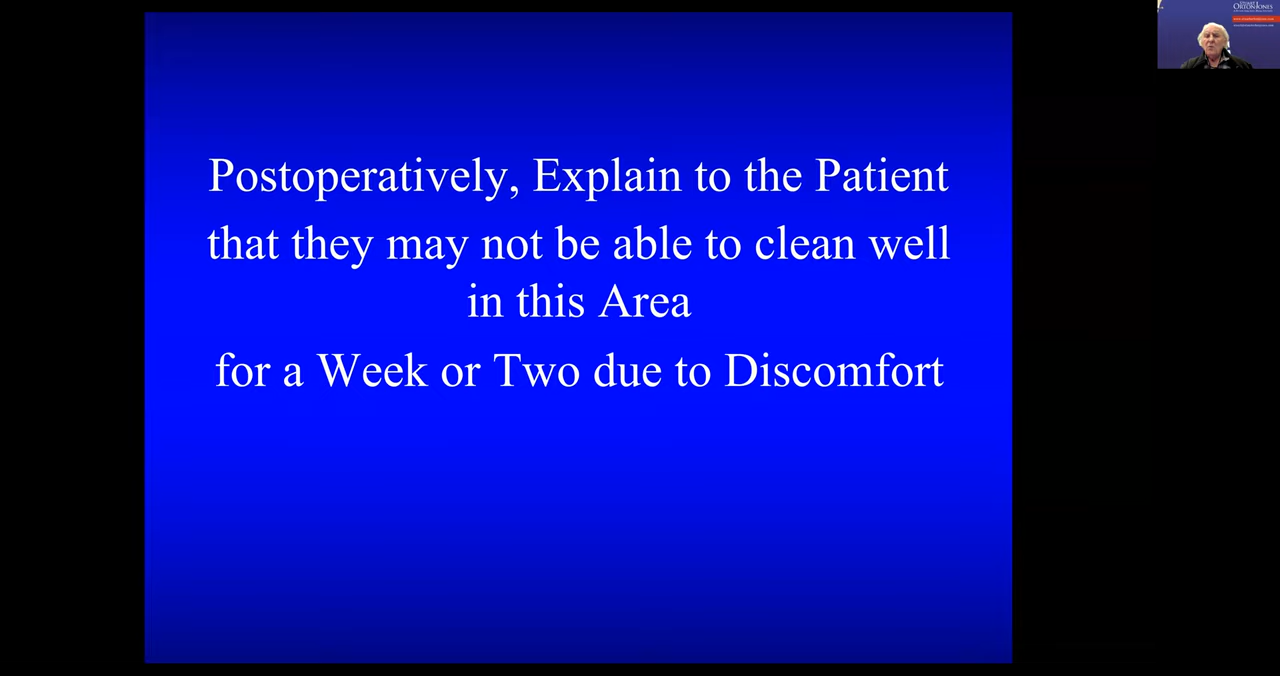 Postoperatively, Explain to the Patient
that they may not be able to clean well
in this Area
for a Week or Two due to Discomfort
ORTONJONES